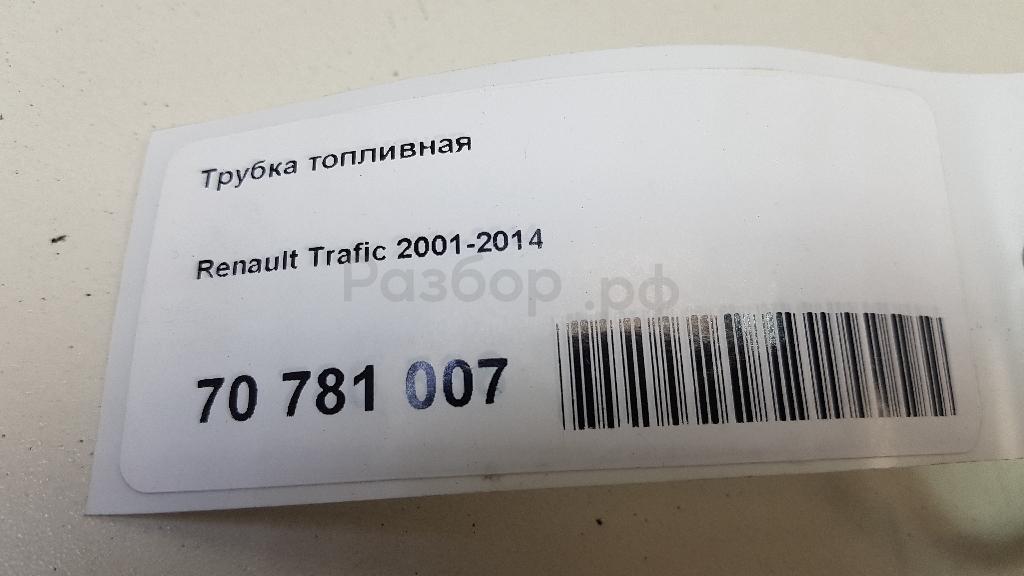 Трубка топливная
Renault Trafic 2001-2014
Разбор.рф
70 781 007